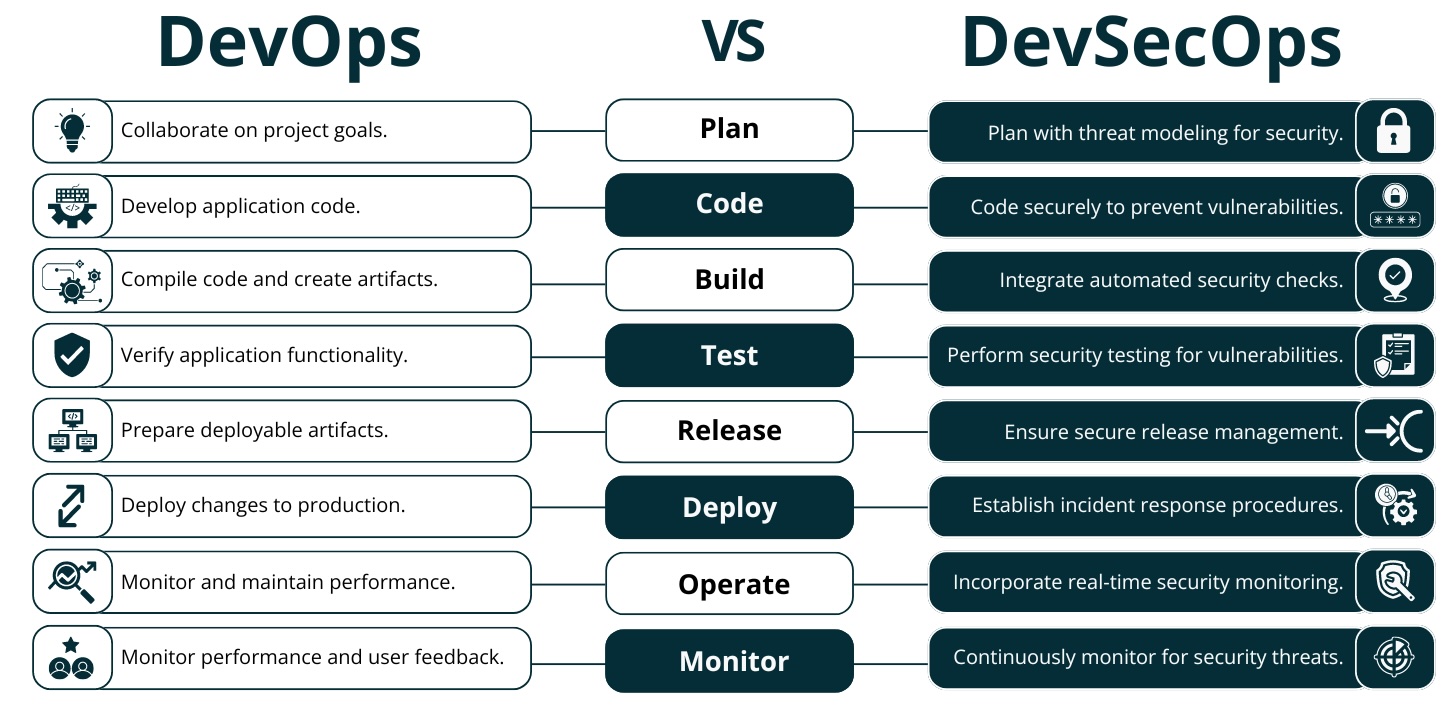 DevOps VS DevSecOps
Collaborate on project goals. Plan Plan with threat modeling for security.
Develop application code. Code Code securely to prevent vulnerabilities.
Compile code and create artifacts. Build Integrate automated security checks.
Verify application functionality. Test Perform security testing for vulnerabilities.
Prepare deployable artifacts. Release Ensure secure release management.
Deploy changes to production. Deploy Establish incident response procedures.
Monitor and maintain performance. Operate Incorporate real-time security monitoring.
Monitor performance and user feedback. Monitor Continuously monitor for security threats.